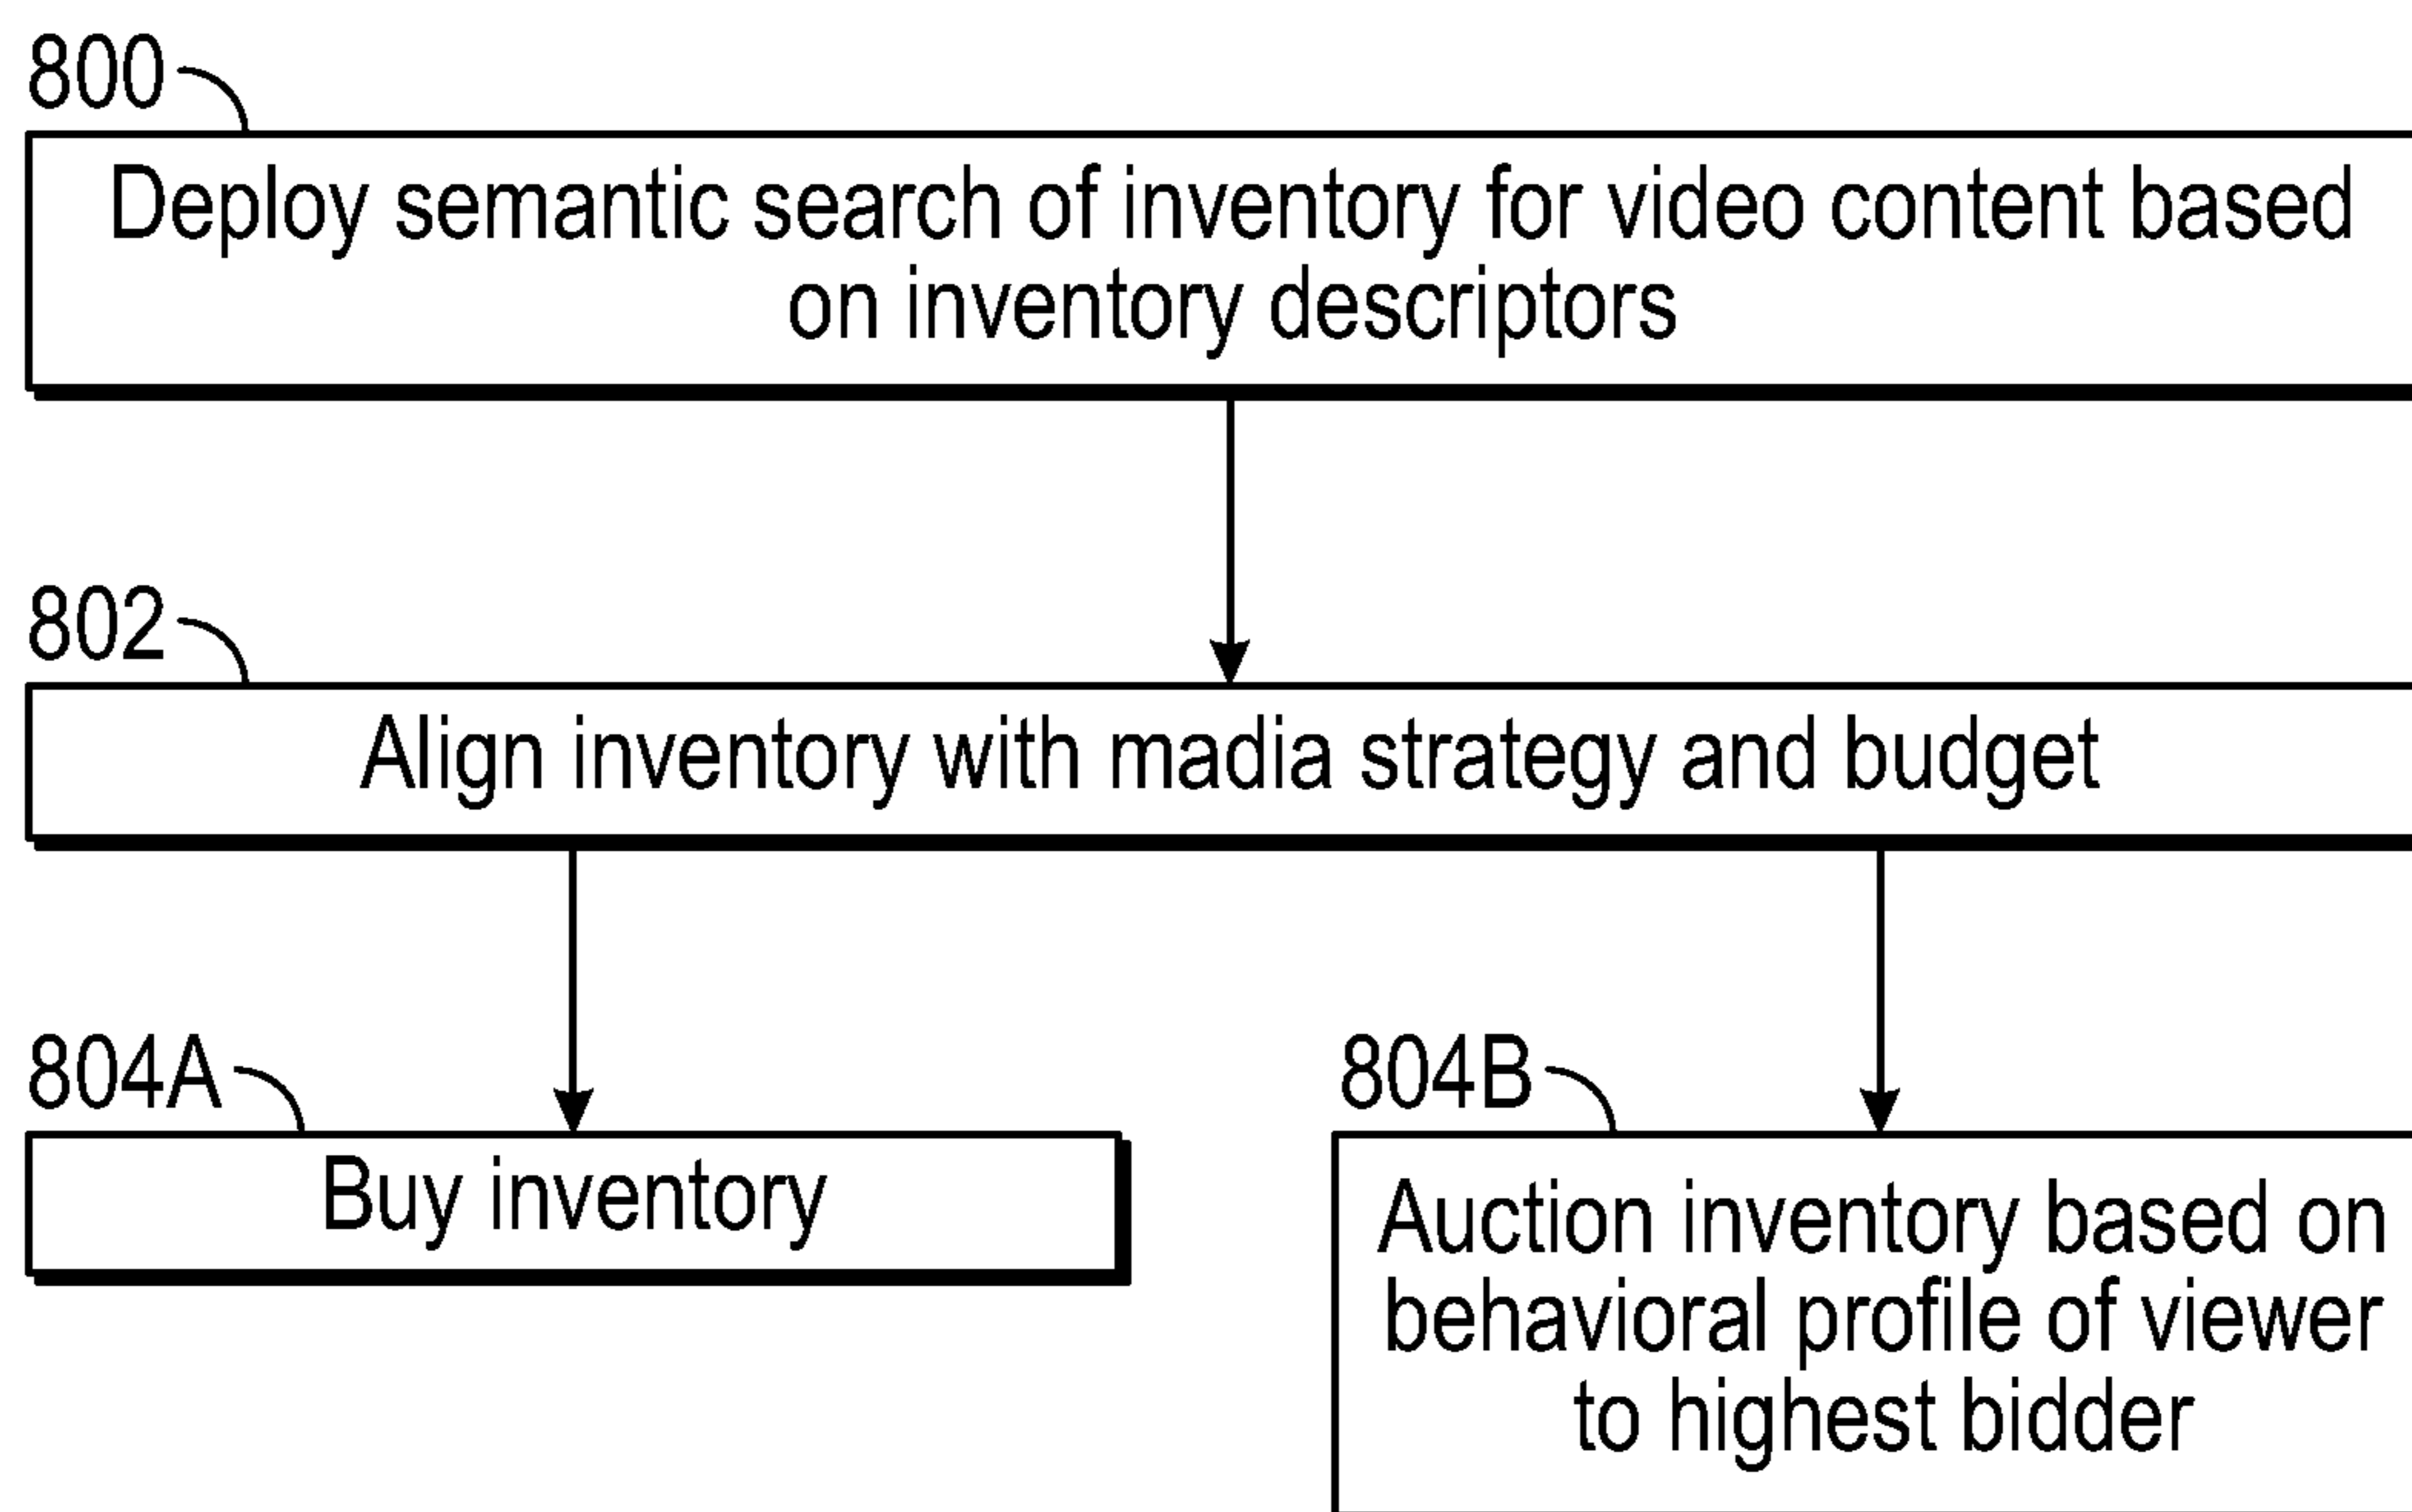 800
Deploy semantic search of inventory for video content based
on inventory descriptors
802
Align inventory with madia strategy and budget
804A
Buy inventory
804B
Auction inventory based on
behavioral profile of viewer
to highest bidder